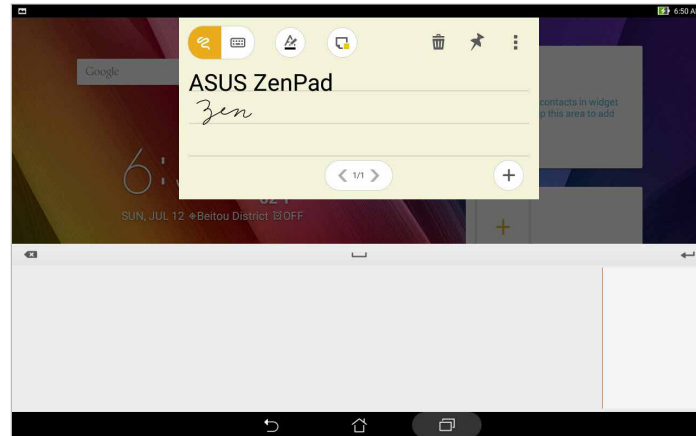 6:50 A
Google
ASUS ZenPad
Zen
contacts in widget
p this area to add
1/1
6:
SUN, JUL 12 Beitou District OFF